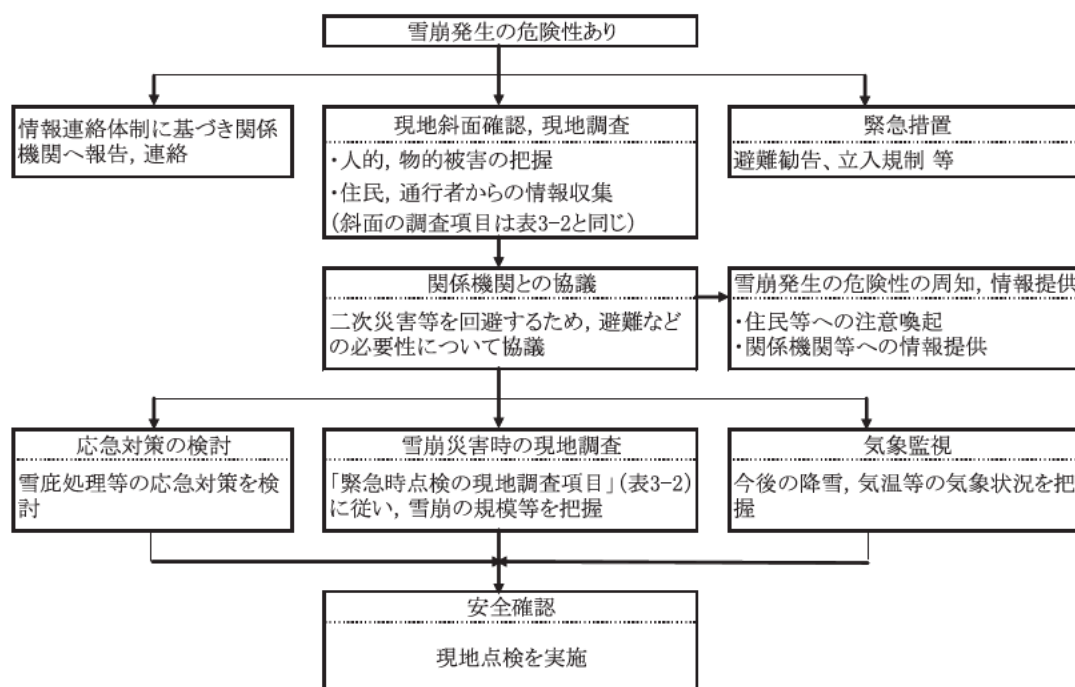 雪崩発生の危険性あり
情報連絡体制に基づき関係
機関へ報告, 連絡
現地斜面確認, 現地調査
・人的, 物的被害の把握
・住民, 通行者からの情報収集
(斜面の調査項目は表3-2と同じ)
緊急措置
避難勧告、立入規制 等
関係機関との協議
二次災害等を回避するため, 避難など
の必要性について協議
雪崩発生の危険性の周知, 情報提供
・住民等への注意喚起
・関係機関等への情報提供
応急対策の検討
雪庇処理等の応急対策を検
討
雪崩災害時の現地調査
「緊急時点検の現地調査項目」(表3-2)
に従い, 雪崩の規模等を把握
気象監視
今後の降雪, 気温等の気象状況を把
握
安全確認
現地点検を実施